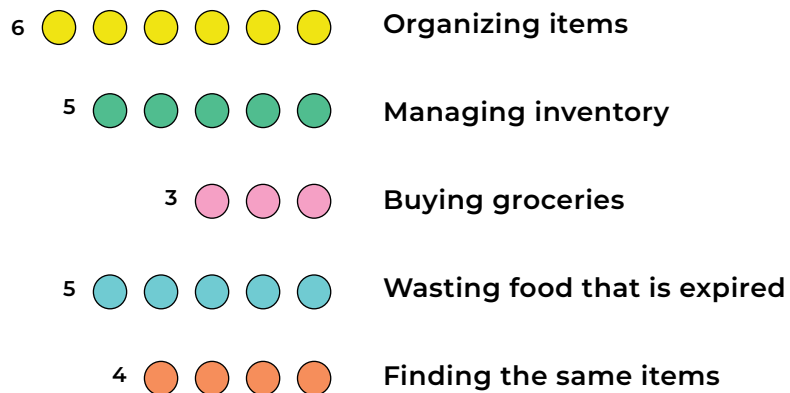 6 Organizing items
5 Managing inventory
3 Buying groceries
5 Wasting food that is expired
4 Finding the same items